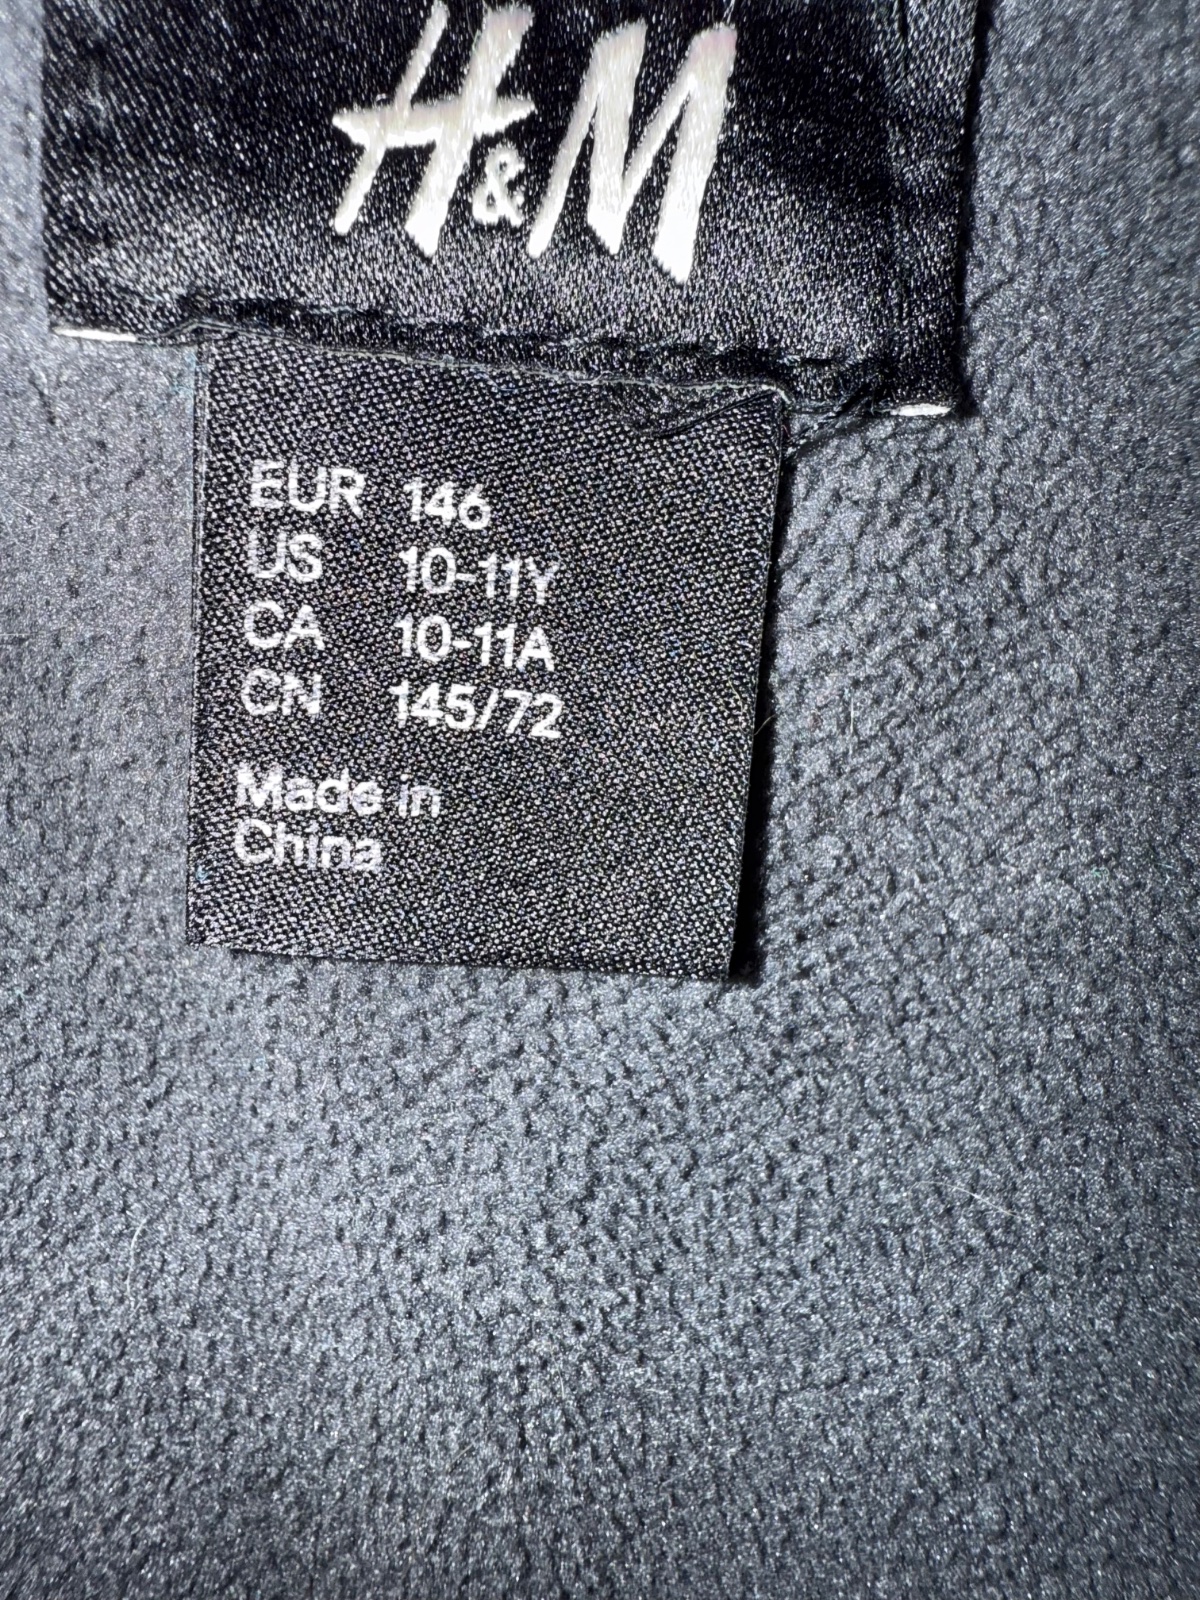 H&M
EUR 146
US 10-11Y
CA 10-11A
CN 145/72
Made in
China